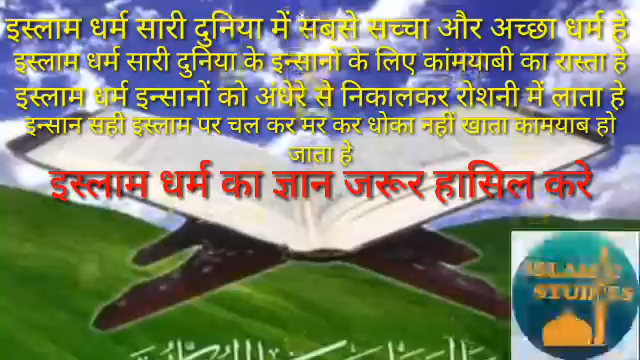 इस्लाम धर्म सारी दुनिया में सबसे सच्चा और अच्छा धर्म हे
इस्लाम धर्म सारी दुनिया के इन्सानों के लिए कांमयाबी का रास्ता हे
इस्लाम धर्म इन्सानों को अंधेरे से निकालकर रोशनी में लाता हे
इन्सान सही इस्लाम पर चल कर मर कर धोका नहीं खाता कामयाब हो
जाता हे
इस्लाम धर्म का ज्ञान जरूर हासिल करे
ISLAMIC
STUDIES